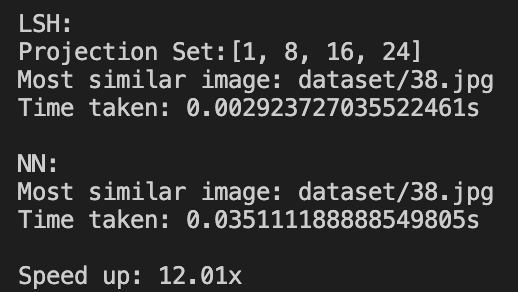 LSH:
Projection Set:[1, 8, 16, 24]
Most similar image: dataset/38.jpg
Time taken: 0.002923727035522461s
NN:
Most similar image: dataset/38.jpg
Time taken: 0.035111188888549805s
Speed up: 12.01x